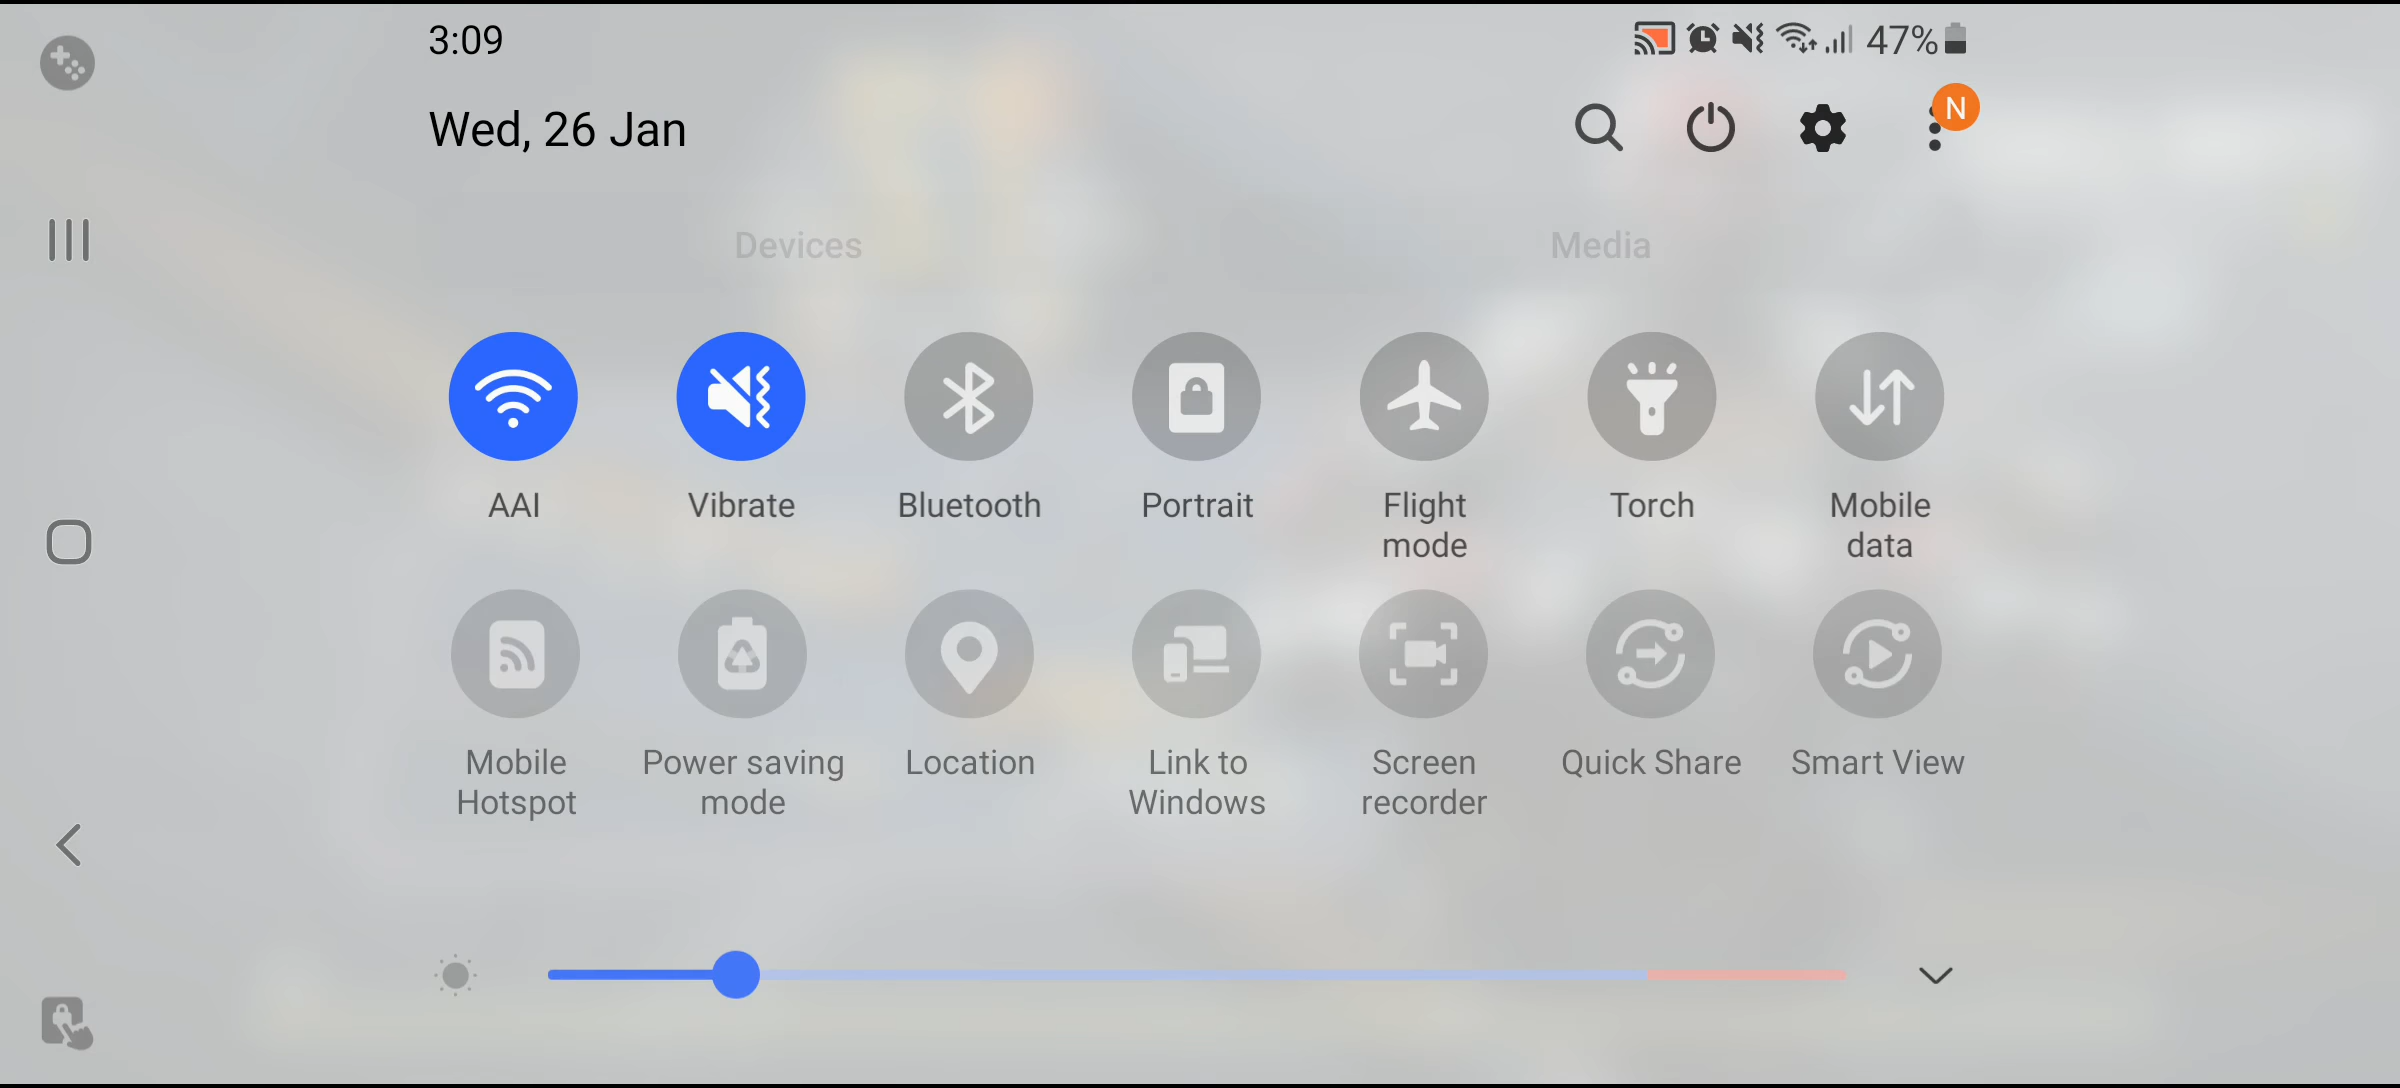 3:09
47%
Wed, 26 Jan
N
Devices
Media
AAI
Vibrate
Bluetooth
Portrait
Flight
mode
Torch
Mobile
data
Mobile
Hotspot
Power saving
mode
Location
Link to
Windows
Screen
recorder
Quick Share
Smart View